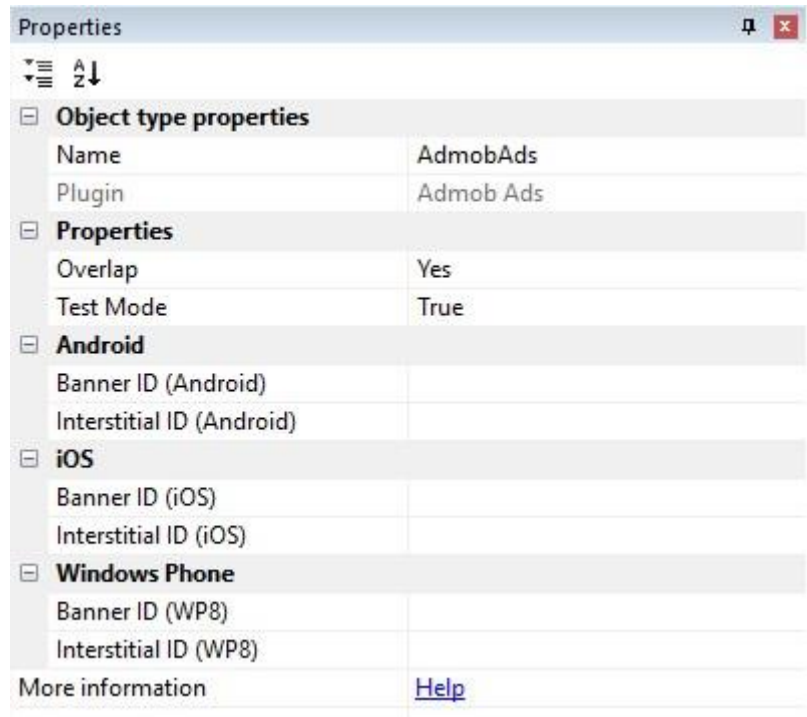 Properties
Object type properties
Name AdmobAds
Plugin Admob Ads
Properties
Overlap Yes
Test Mode True
Android
Banner ID (Android)
Interstitial ID (Android)
iOS
Banner ID (iOS)
Interstitial ID (iOS)
Windows Phone
Banner ID (WP8)
Interstitial ID (WP8)
More information Help